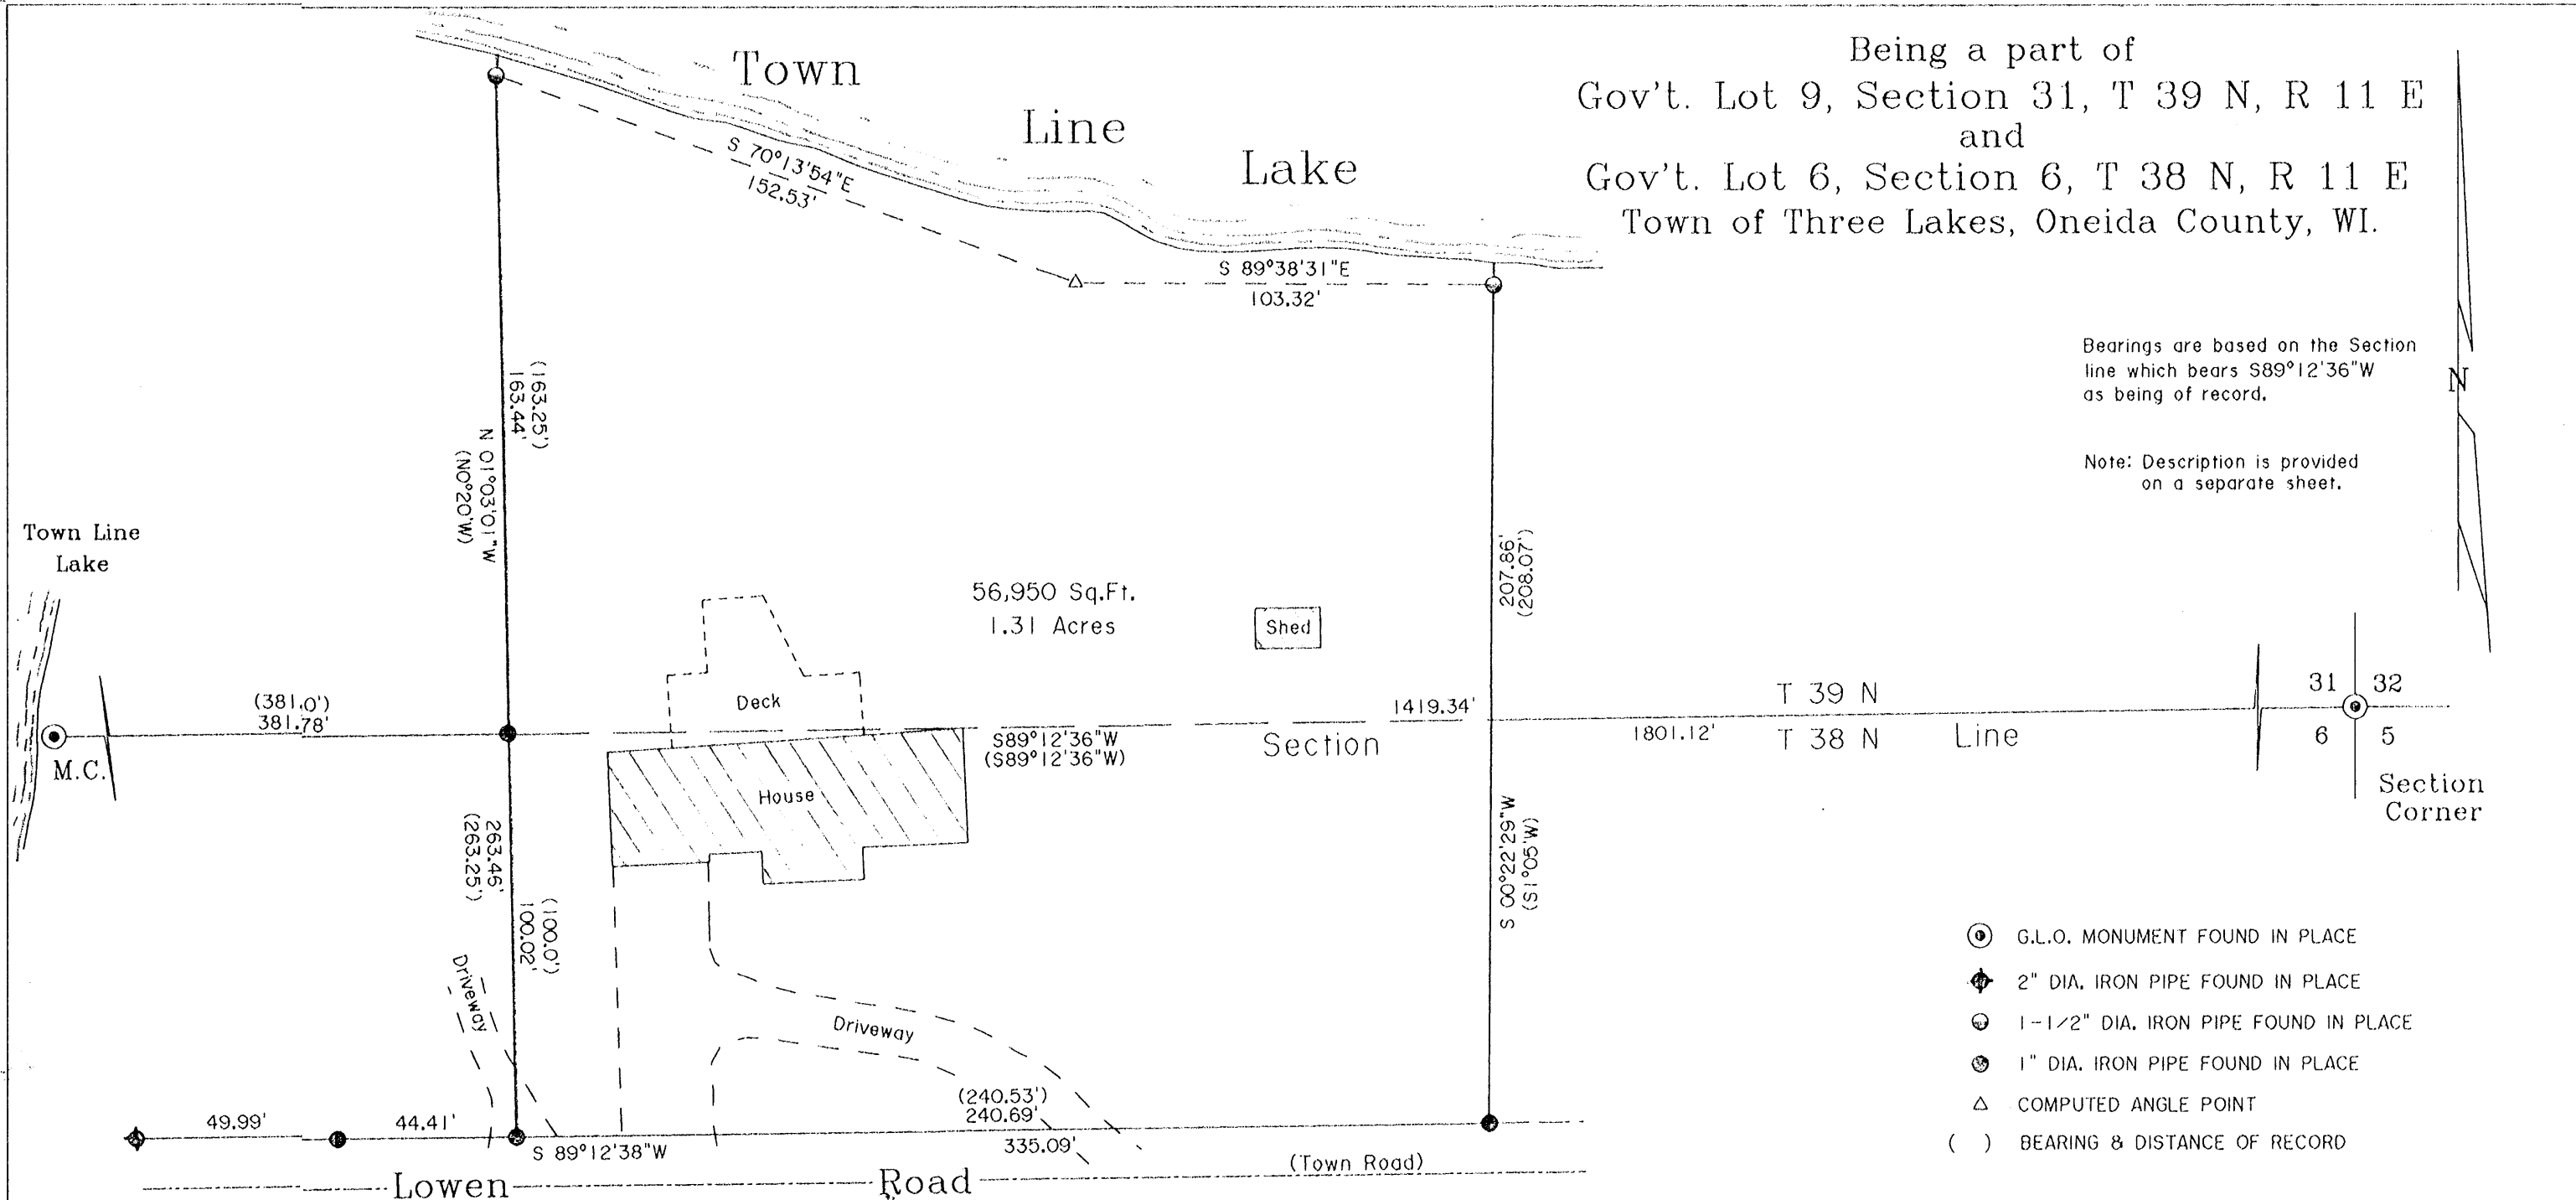 Being a part of
Gov't. Lot 9, Section 31, T 39 N, R 11 E
and
Gov't. Lot 6, Section 6, T 38 N, R 11 E
Town of Three Lakes, Oneida County, WI.
Town
Line
Lake
S 70°13'54"E
152.53'
S 89°38'31"E
103.32'
Bearings are based on the Section
line which bears S89°12'36"W
as being of record.
N
Note: Description is provided
on a separate sheet.
(163.25')
163.44'
N 01°03'01"W
(N0°20'W)
Town Line
Lake
207.86'
(208.07')
56,950 Sq.Ft.
1.31 Acres
Shed
Deck
(381.0')
381.78'
M.C.
1419.34'
S89°12'36"W
(S89°12'36"W)
Section
T 39 N
1801.12'
T 38 N
Line
31
32
6
5
Section
Corner
House
263.46'
(263.25')
(100.0')
100.02'
S 00°22'29"W
(S1°05'W)
Driveway
Driveway
G.L.O. MONUMENT FOUND IN PLACE
2" DIA. IRON PIPE FOUND IN PLACE
1-1/2" DIA. IRON PIPE FOUND IN PLACE
1" DIA. IRON PIPE FOUND IN PLACE
COMPUTED ANGLE POINT
( ) BEARING & DISTANCE OF RECORD
49.99'
44.41'
(240.53')
240.69'
S 89°12'38"W
335.09'
(Town Road)
Lowen Road